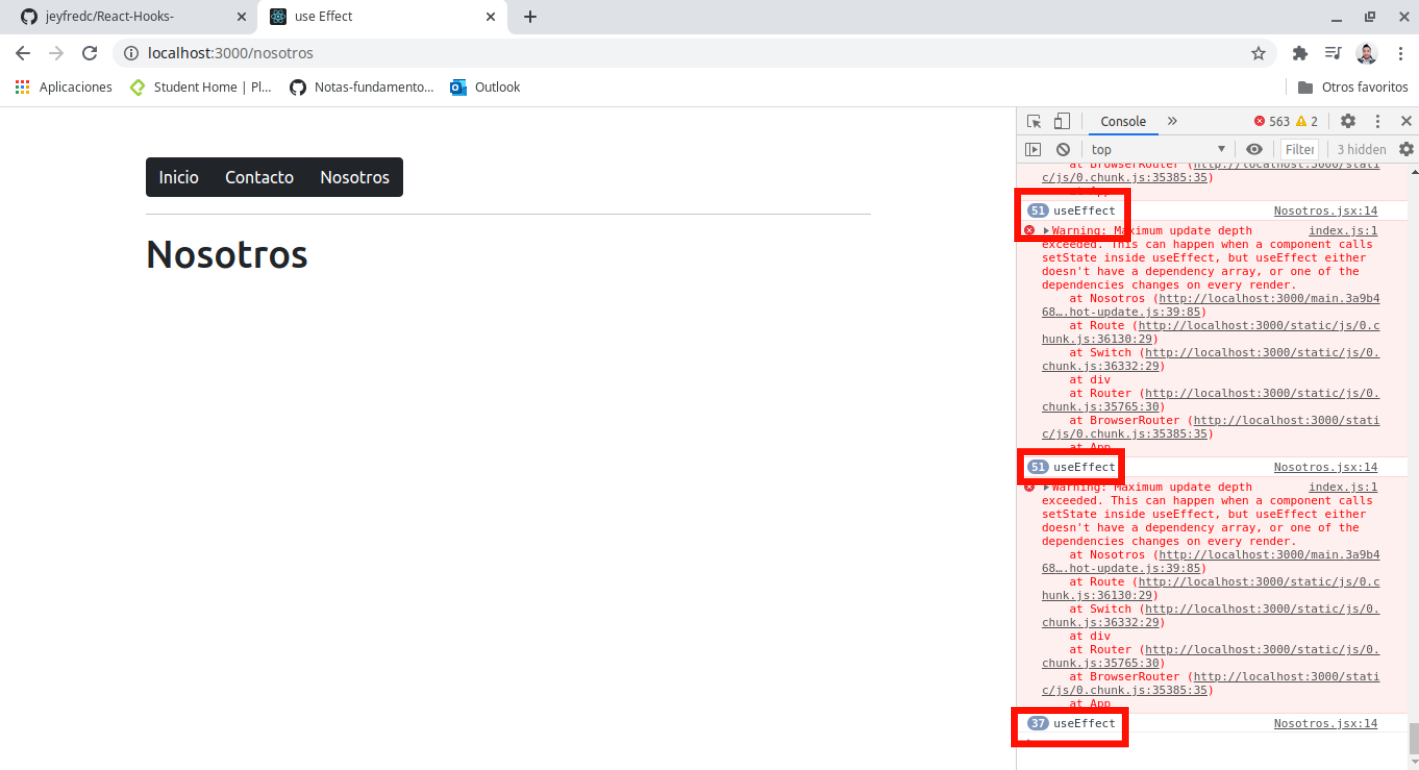 jeyfredc/React-Hooks-
use Effect
localhost:3000/nosotros
Aplicaciones
Student Home | Pl...
Notas-fundamento...
Outlook
Otros favoritos
Inicio Contacto Nosotros
Nosotros
Console
563 2
top
Filter
3 hidden
at BrowserRouter (http://localhost:3000/stati
c/js/0.chunk.js:35385:35)
at App
51 useEffect Nosotros.jsx:14
Warning: Maximum update depth index.js:1
exceeded. This can happen when a component calls
setState inside useEffect, but useEffect either
doesn't have a dependency array, or one of the
dependencies changes on every render.
at Nosotros (http://localhost:3000/main.3a9b4
68….hot-update.js:39:85)
at Route (http://localhost:3000/static/js/0.c
hunk.js:36130:29)
at Switch (http://localhost:3000/static/js/0.
chunk.js:36332:29)
at div
at Router (http://localhost:3000/static/js/0.
chunk.js:35765:30)
at BrowserRouter (http://localhost:3000/stati
c/js/0.chunk.js:35385:35)
at App
51 useEffect Nosotros.jsx:14
Warning: Maximum update depth index.js:1
exceeded. This can happen when a component calls
setState inside useEffect, but useEffect either
doesn't have a dependency array, or one of the
dependencies changes on every render.
at Nosotros (http://localhost:3000/main.3a9b4
68….hot-update.js:39:85)
at Route (http://localhost:3000/static/js/0.c
hunk.js:36130:29)
at Switch (http://localhost:3000/static/js/0.
chunk.js:36332:29)
at div
at Router (http://localhost:3000/static/js/0.
chunk.js:35765:30)
at BrowserRouter (http://localhost:3000/stati
c/js/0.chunk.js:35385:35)
at App
37 useEffect Nosotros.jsx:14